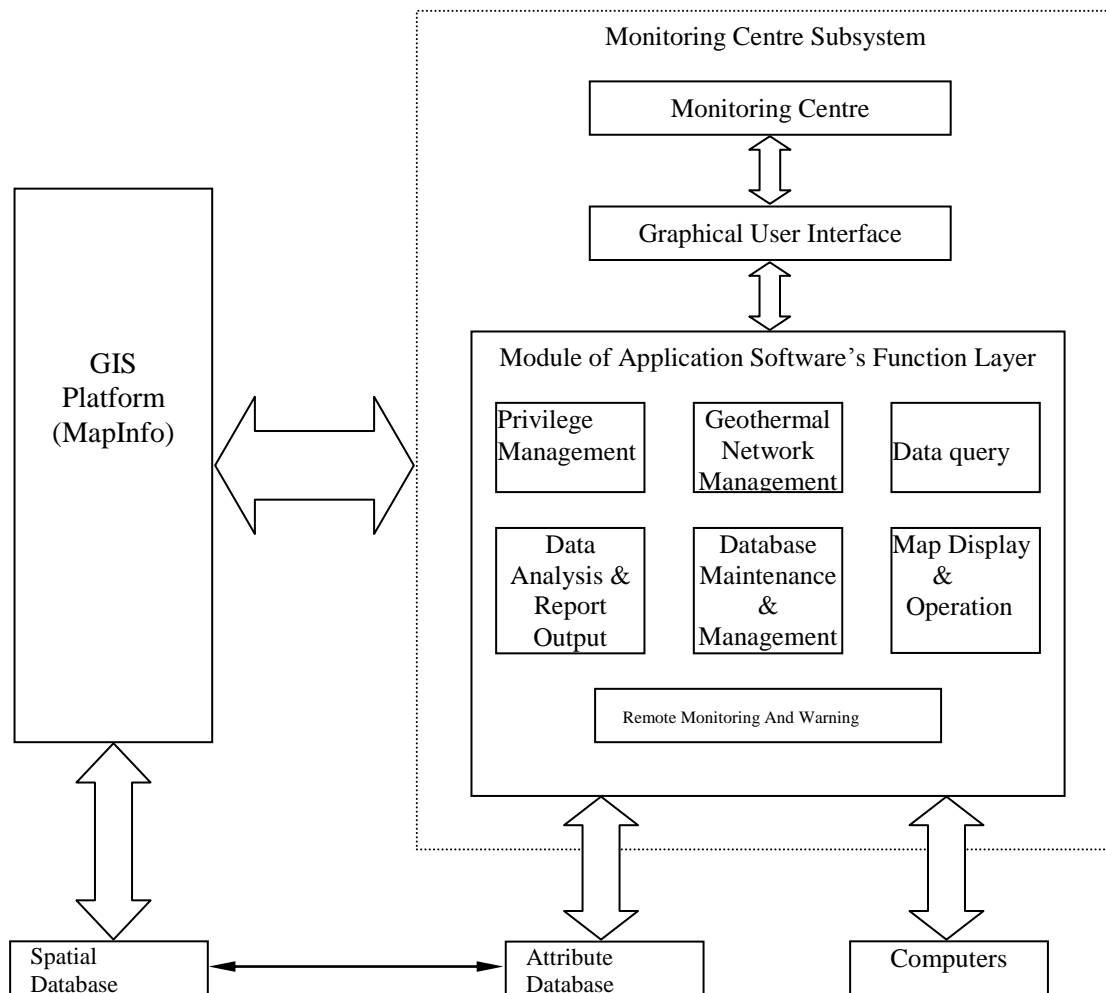 Monitoring Centre Subsystem
Monitoring Centre
Graphical User Interface
GIS
Platform
(MapInfo)
Module of Application Software’s Function Layer
Privilege
Management
Geothermal
Network
Management
Data query
Data
Analysis &
Report
Output
Database
Maintenance
&
Management
Map Display
&
Operation
Remote Monitoring And Warning
Spatial
Database
Attribute
Database
Computers